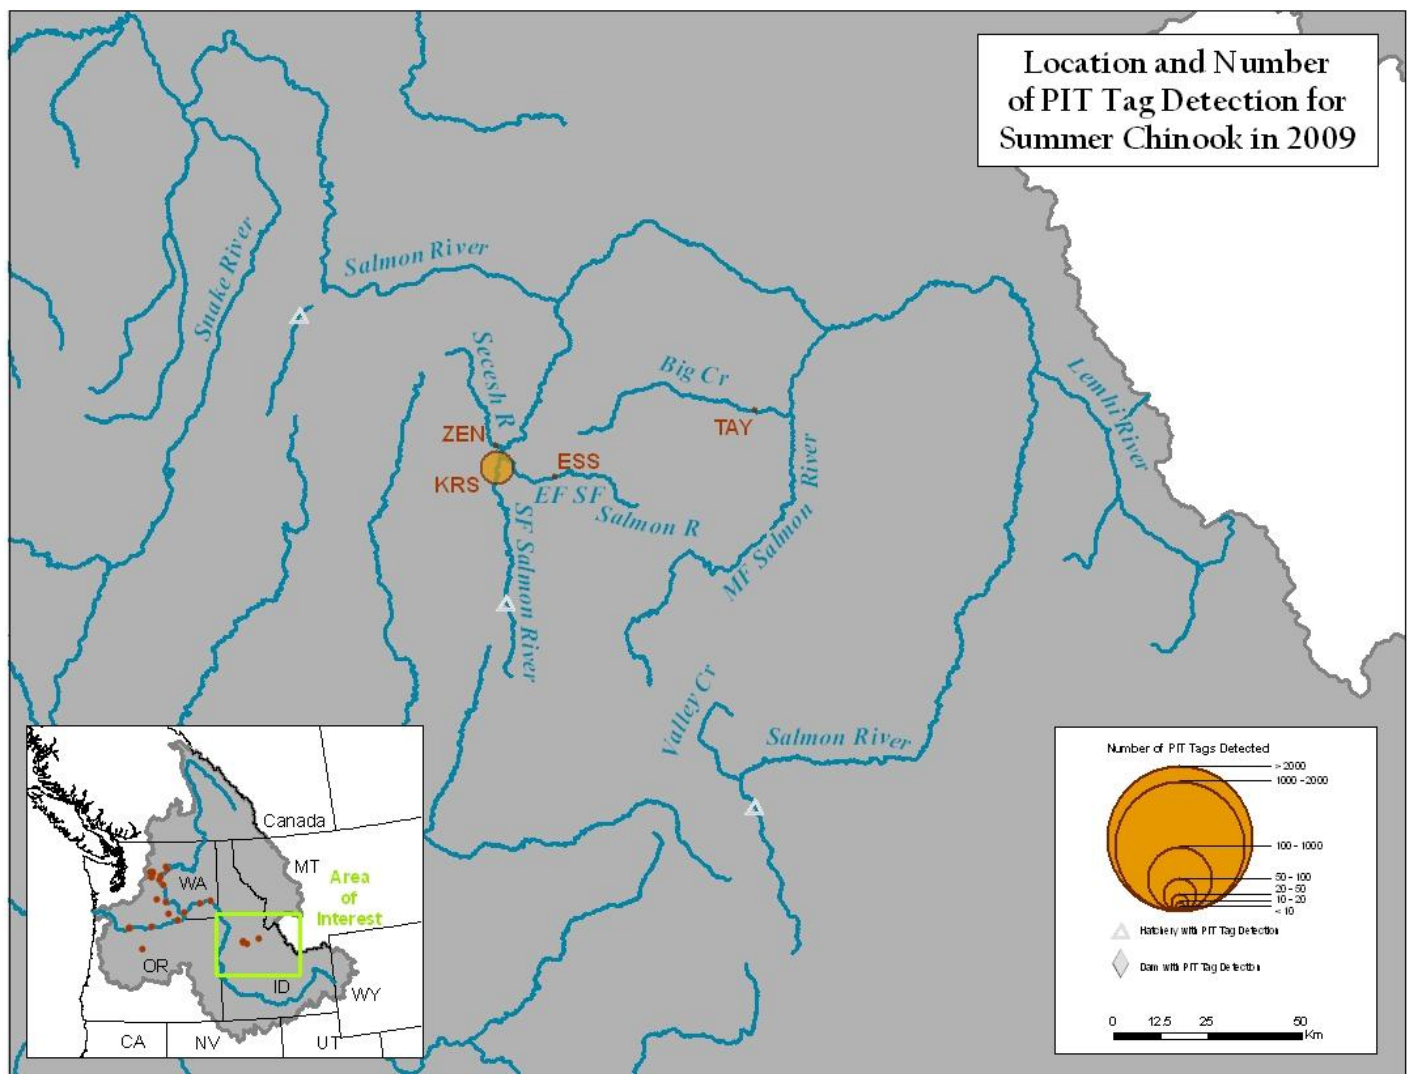 Location and Number
of PIT Tag Detection for
Summer Chinook in 2009
Salmon River
Snake River
Secesh R
Big Cr
Lemhi River
TAY
ZEN
ESS
KRS
EF SF
Salmon R
SF Salmon River
MF Salmon River
Valley Cr
Salmon River
Canada
MT
WA
Area
of
Interest
OR
ID
WY
CA
NV
UT
Number of PIT Tags Detected
> 2000
1000 - 2000
100 - 1000
50 - 100
20 - 50
10 - 20
< 10
Hatchery with PIT Tag Detection
Dam with PIT Tag Detection
0 12.5 25 50
Km